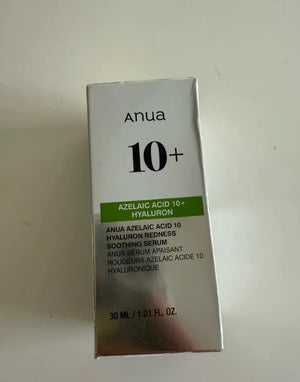 Anua
10+
AZELAIC ACID 10+
HYALURON
ANUA AZELAIC ACID 10
HYALURON REDNESS
SOOTHING SERUM
ANUA SÉRUM APAISANT
ROUGEURS AZELAIC ACIDE 10
HYALURONIQUE
30 ML / 1.01 FL. OZ.